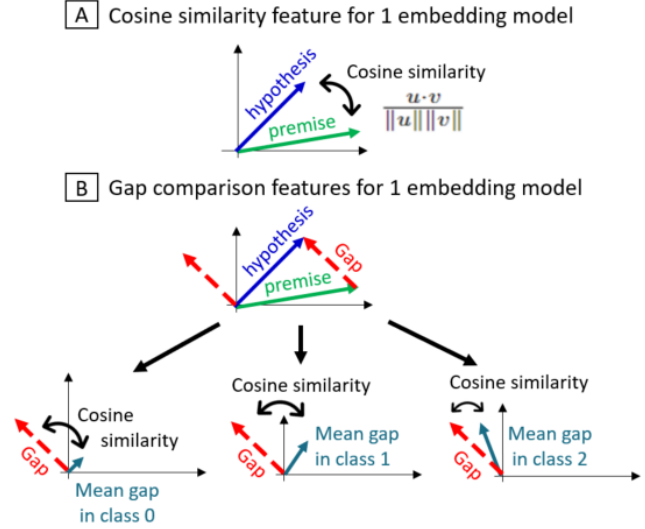 A Cosine similarity feature for 1 embedding model
hypothesis
Cosine similarity
u·v
‖u‖‖v‖
premise
B Gap comparison features for 1 embedding model
hypothesis
Gap
premise
Cosine
similarity
Gap
Mean gap
in class 0
Cosine similarity
Mean gap
in class 1
Gap
Cosine similarity
Mean gap
in class 2
Gap